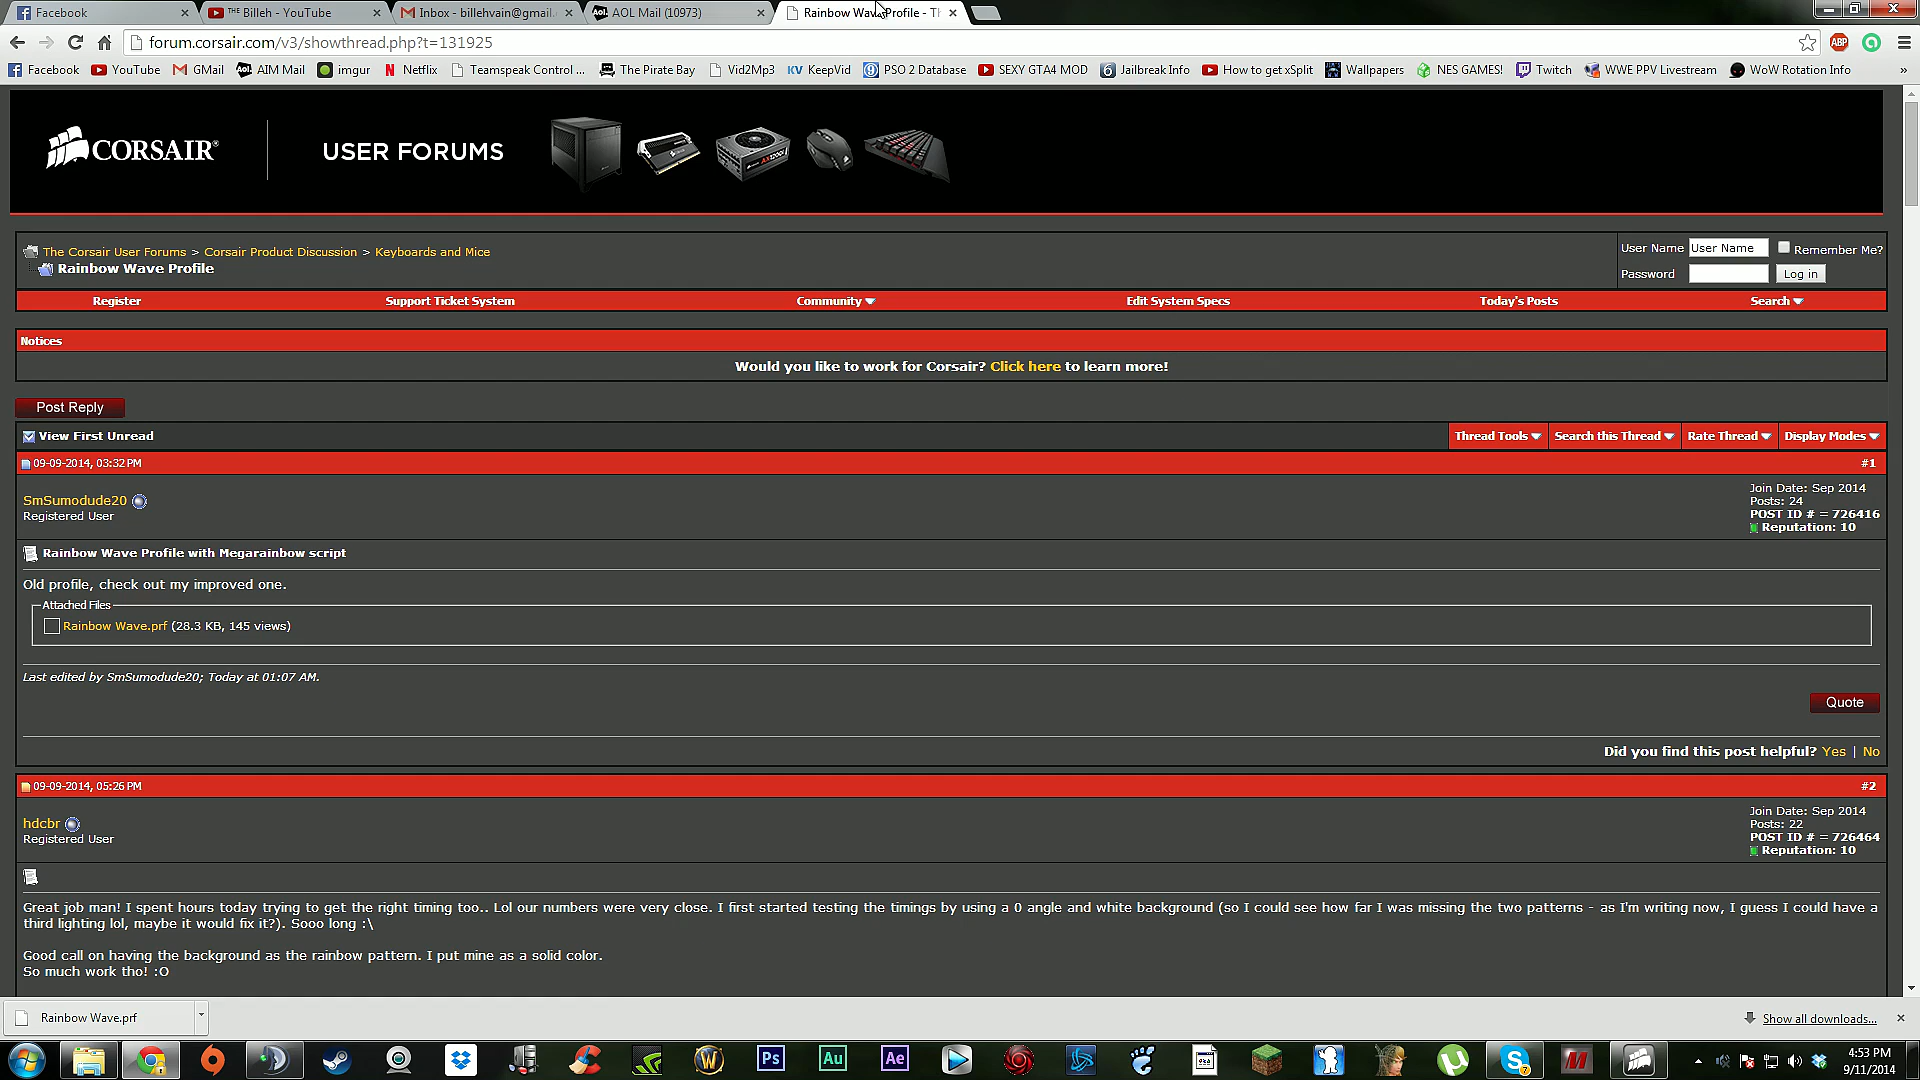 Facebook
THE Billeh - YouTube
Inbox - billehvain@gmail.
Aol. AOL Mail (10973)
Rainbow Wave Profile - Th
forum.corsair.com/v3/showthread.php?t=131925
ABP
Facebook YouTube GMail Aol. AIM Mail imgur Netflix Teamspeak Control ... The Pirate Bay Vid2Mp3 KV KeepVid PSO 2 Database SEXY GTA4 MOD Jailbreak Info How to get xSplit Wallpapers NES GAMES! Twitch WWE PPV Livestream WoW Rotation Info »
CORSAIR® USER FORUMS
The Corsair User Forums > Corsair Product Discussion > Keyboards and Mice
Rainbow Wave Profile
User Name User Name Remember Me?
Password Log in
Register Support Ticket System Community Edit System Specs Today's Posts Search
Notices
Would you like to work for Corsair? Click here to learn more!
Post Reply
View First Unread
Thread Tools Search this Thread Rate Thread Display Modes
09-09-2014, 03:32 PM #1
SmSumodude20
Registered User
Join Date: Sep 2014
Posts: 24
POST ID # = 726416
Reputation: 10
Rainbow Wave Profile with Megarainbow script
Old profile, check out my improved one.
Attached Files
Rainbow Wave.prf (28.3 KB, 145 views)
Last edited by SmSumodude20; Today at 01:07 AM.
Quote
Did you find this post helpful? Yes | No
09-09-2014, 05:26 PM #2
hdcbr
Registered User
Join Date: Sep 2014
Posts: 22
POST ID # = 726464
Reputation: 10
Great job man! I spent hours today trying to get the right timing too.. Lol our numbers were very close. I first started testing the timings by using a 0 angle and white background (so I could see how far I was missing the two patterns - as I'm writing now, I guess I could have a
third lighting lol, maybe it would fix it?). Sooo long :\
Good call on having the background as the rainbow pattern. I put mine as a solid color.
So much work tho! :O
Rainbow Wave.prf
Show all downloads...
Ps Au Ae
4:53 PM
9/11/2014